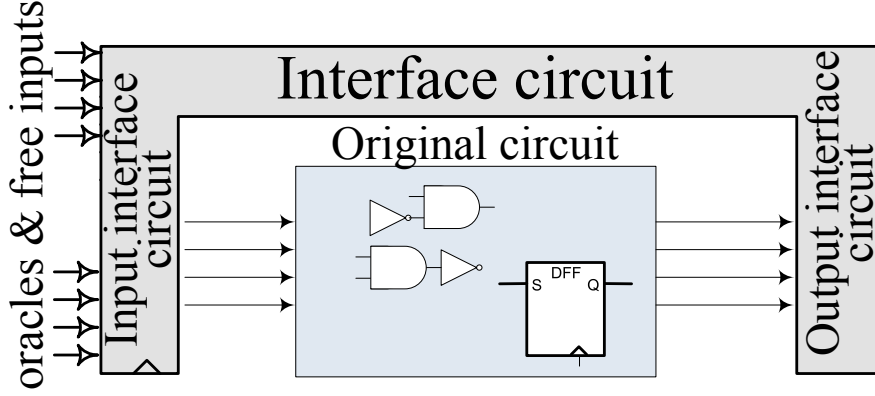 oracles & free inputs
Input interface
circuit
Interface circuit
Original circuit
S
DFF
Q
Output interface
circuit